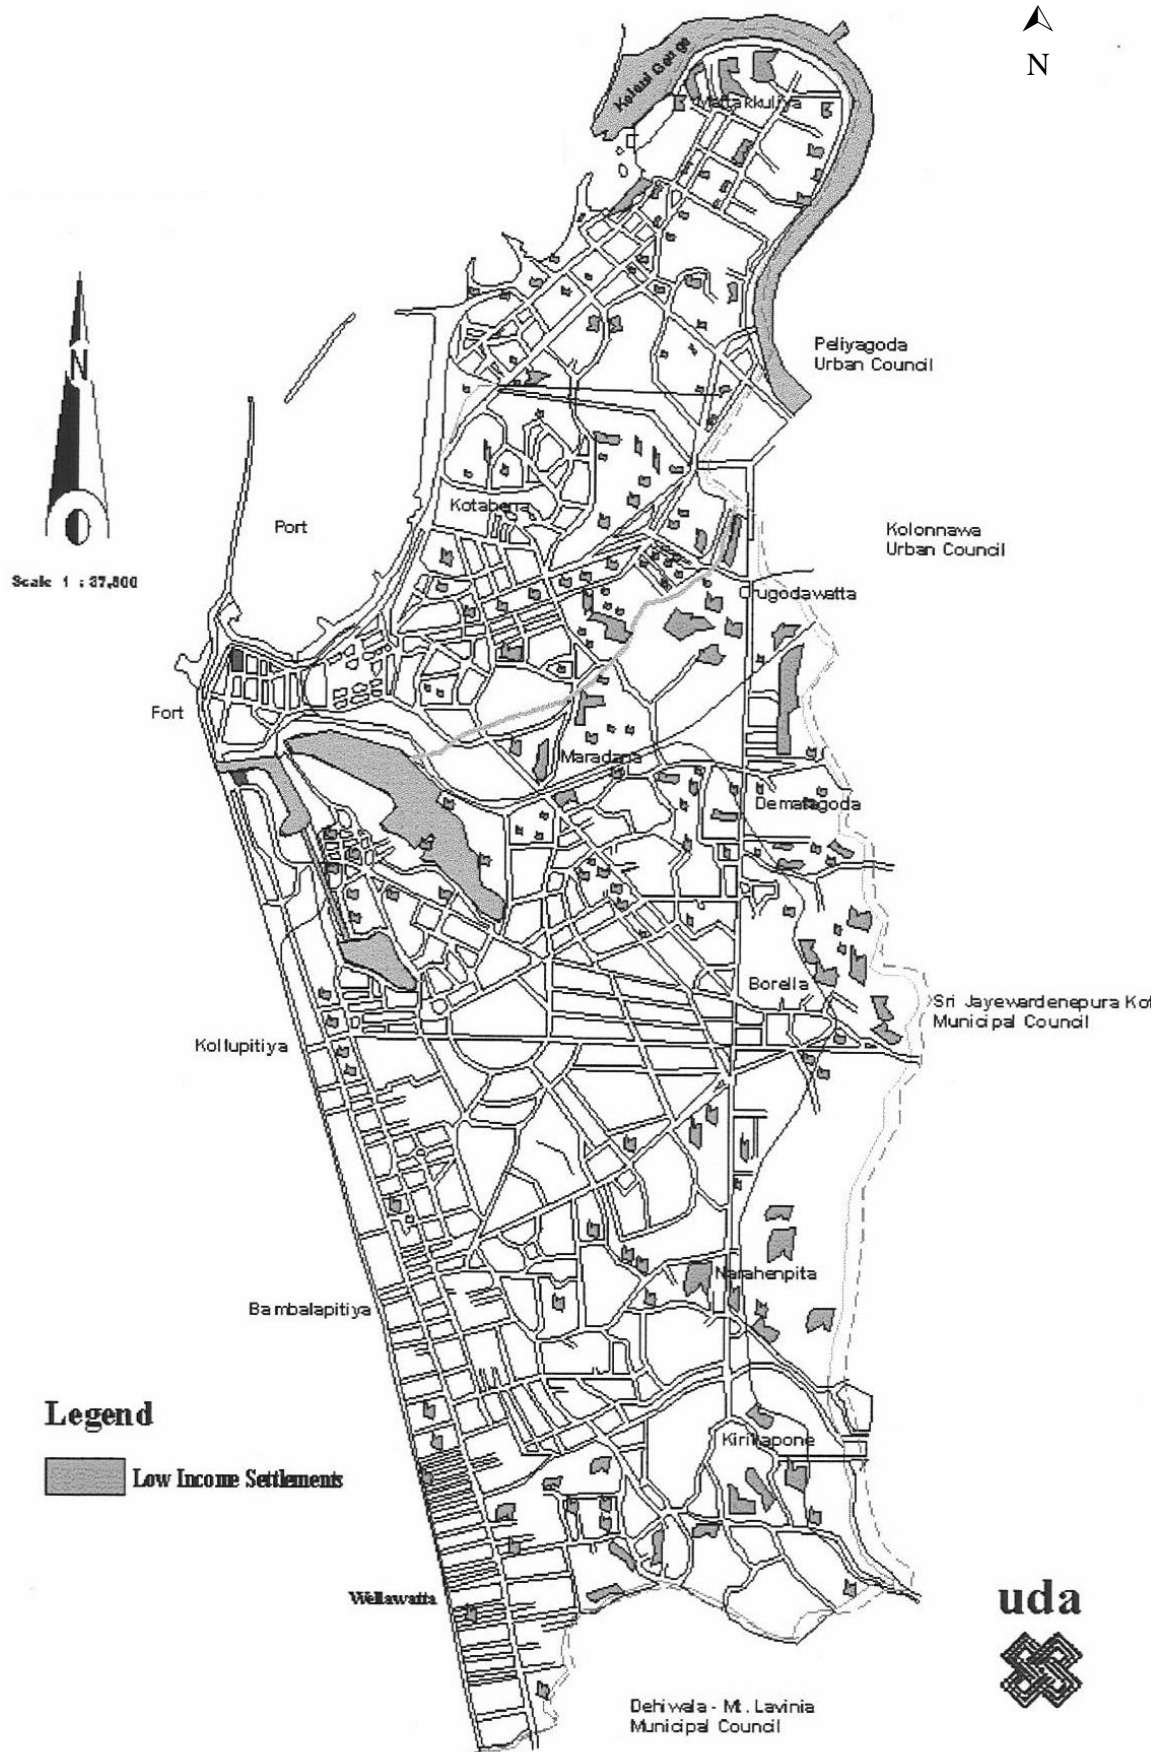 N
Kelani Ganga
Mattakkuliya
Peliyagoda
Urban Council
N
Kotahena
Port
Kolonnawa
Urban Council
Scale 1 : 37,500
Orugodawatta
Fort
Maradana
Dematagoda
Borella
Sri Jayewardenepura Kot
Municipal Council
Kollupitiya
Narahenpita
Bambalapitiya
Legend
Low Income Settlements
Kirillapone
Wellawatta
uda
Dehiwala - Mt. Lavinia
Municipal Council